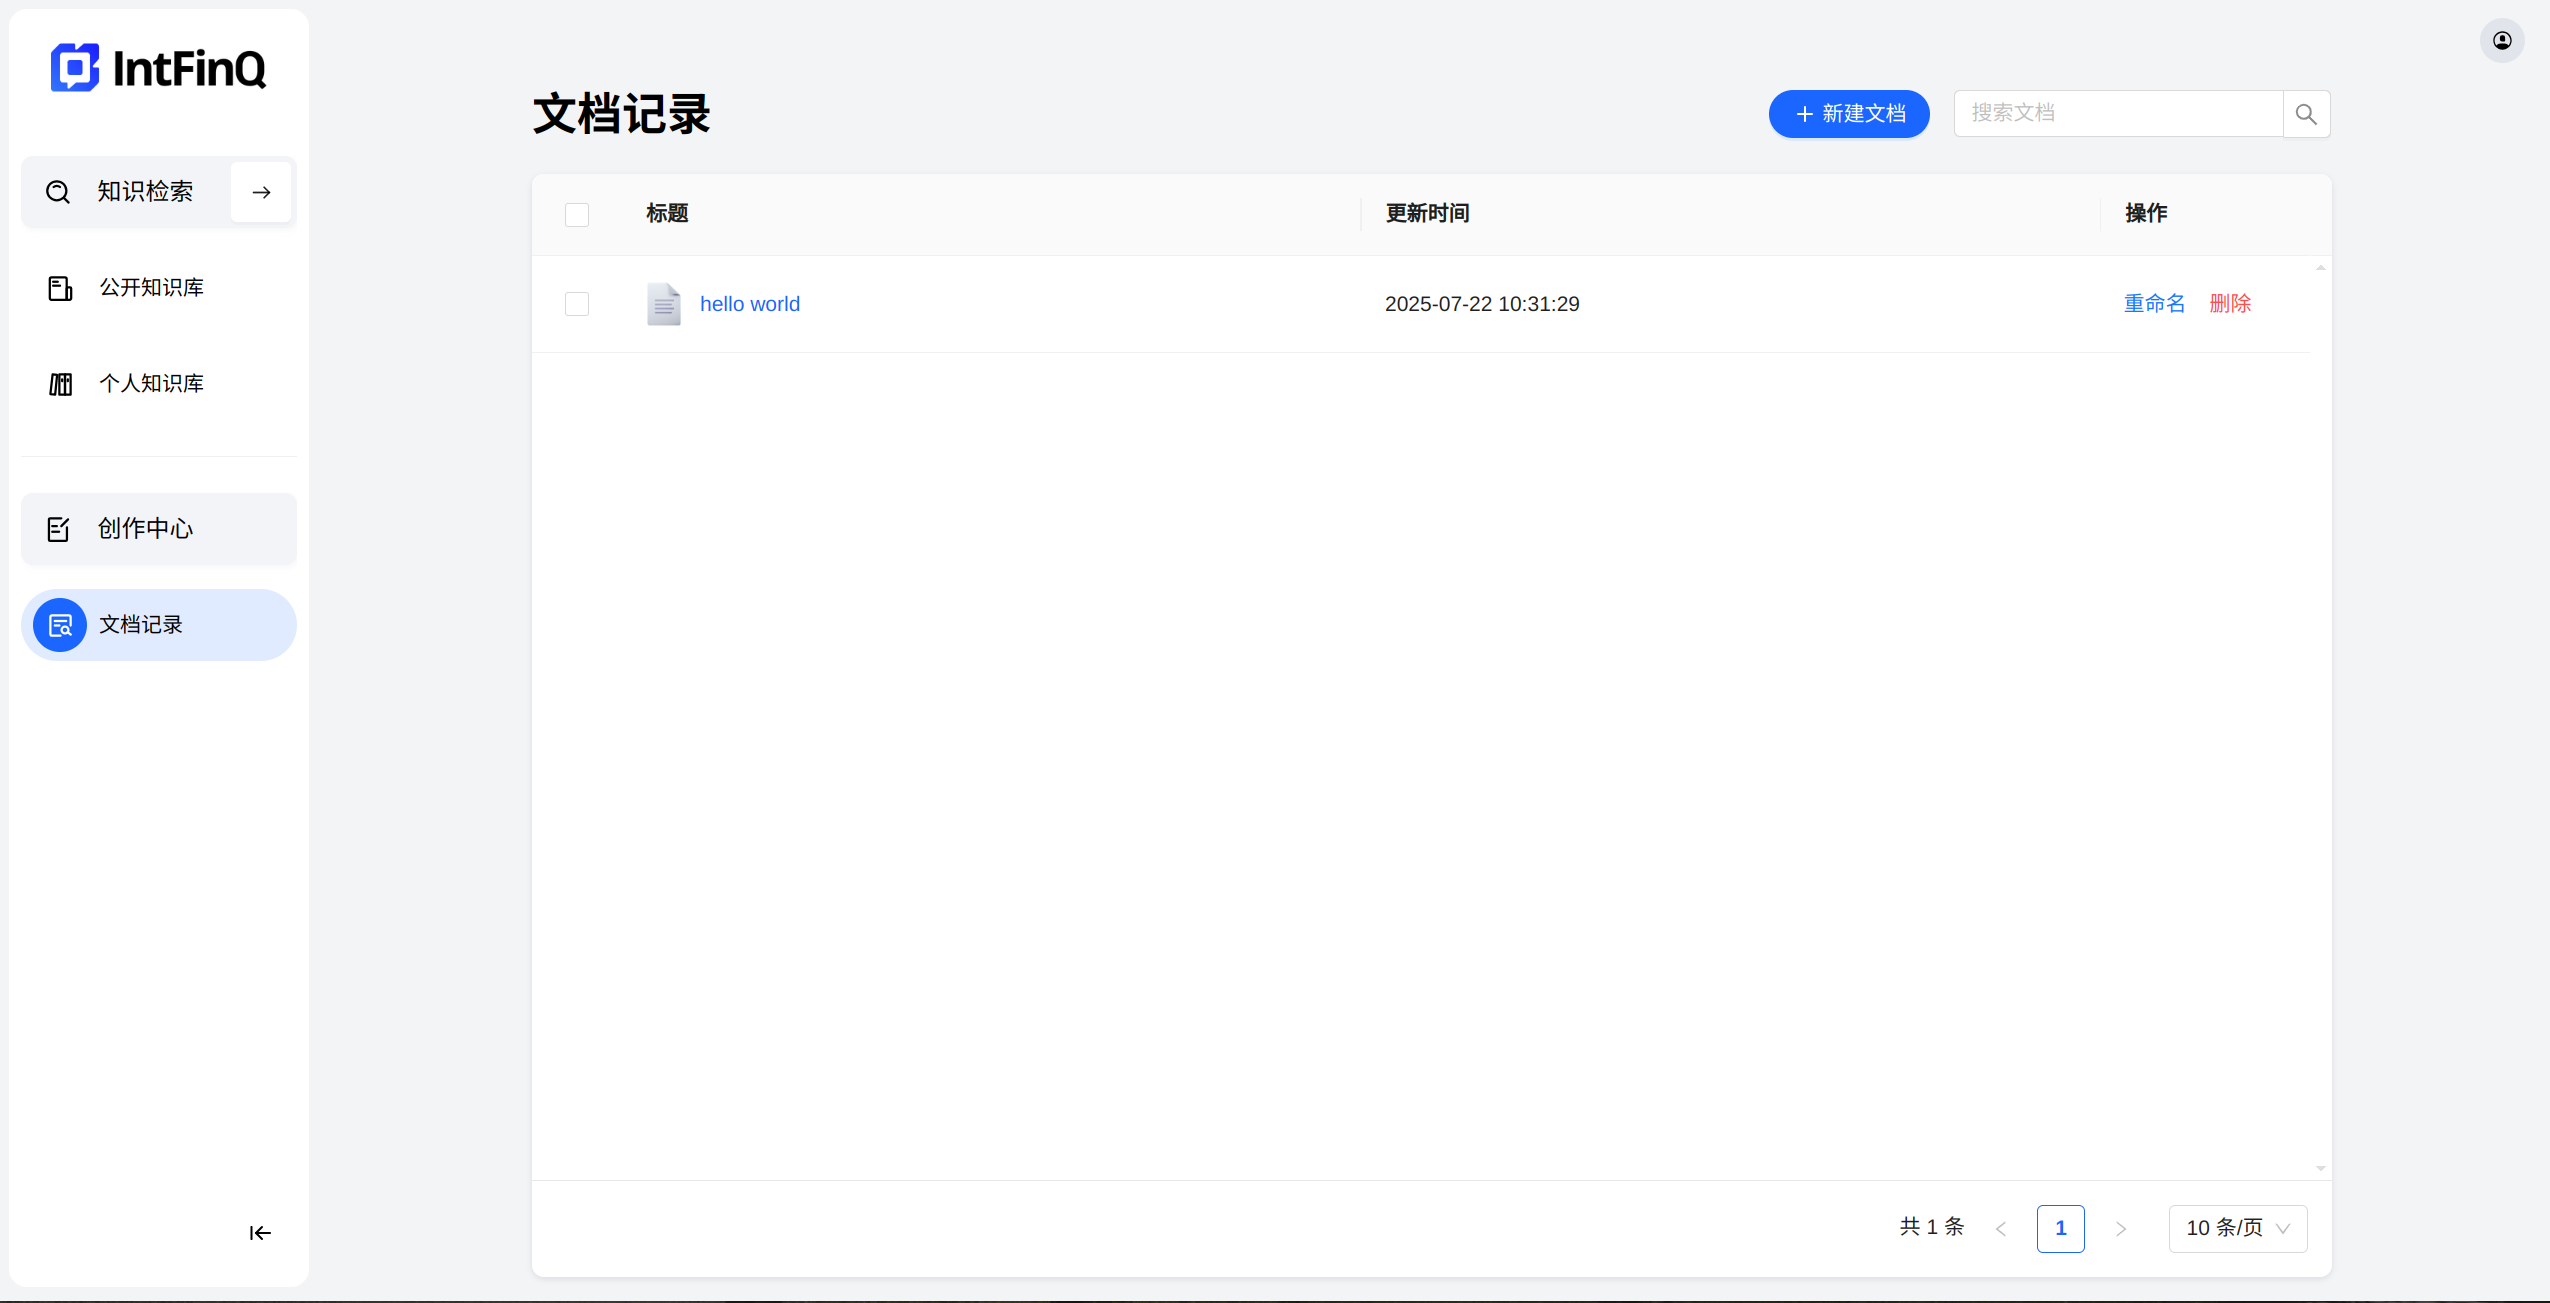 IntFinQ
知识检索
公开知识库
个人知识库
创作中心
文档记录
文档记录
新建文档
搜索文档
标题 更新时间 操作
hello world 2025-07-22 10:31:29 重命名 删除
共 1 条 1 10 条/页